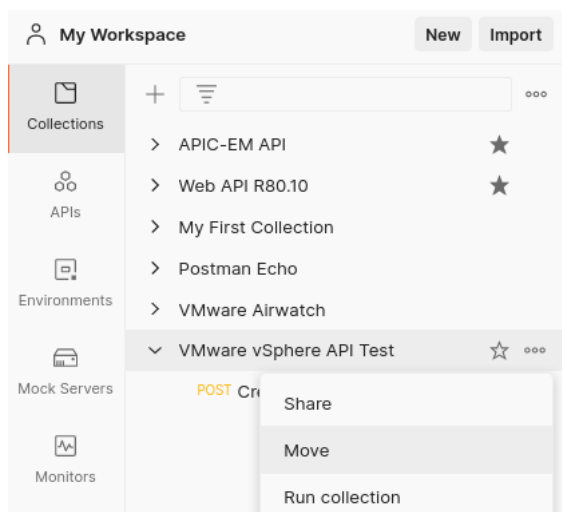 My Workspace
New
Import
Collections
APIs
Environments
Mock Servers
Monitors
APIC-EM API
Web API R80.10
My First Collection
Postman Echo
VMware Airwatch
VMware vSphere API Test
POST Cre
Share
Move
Run collection